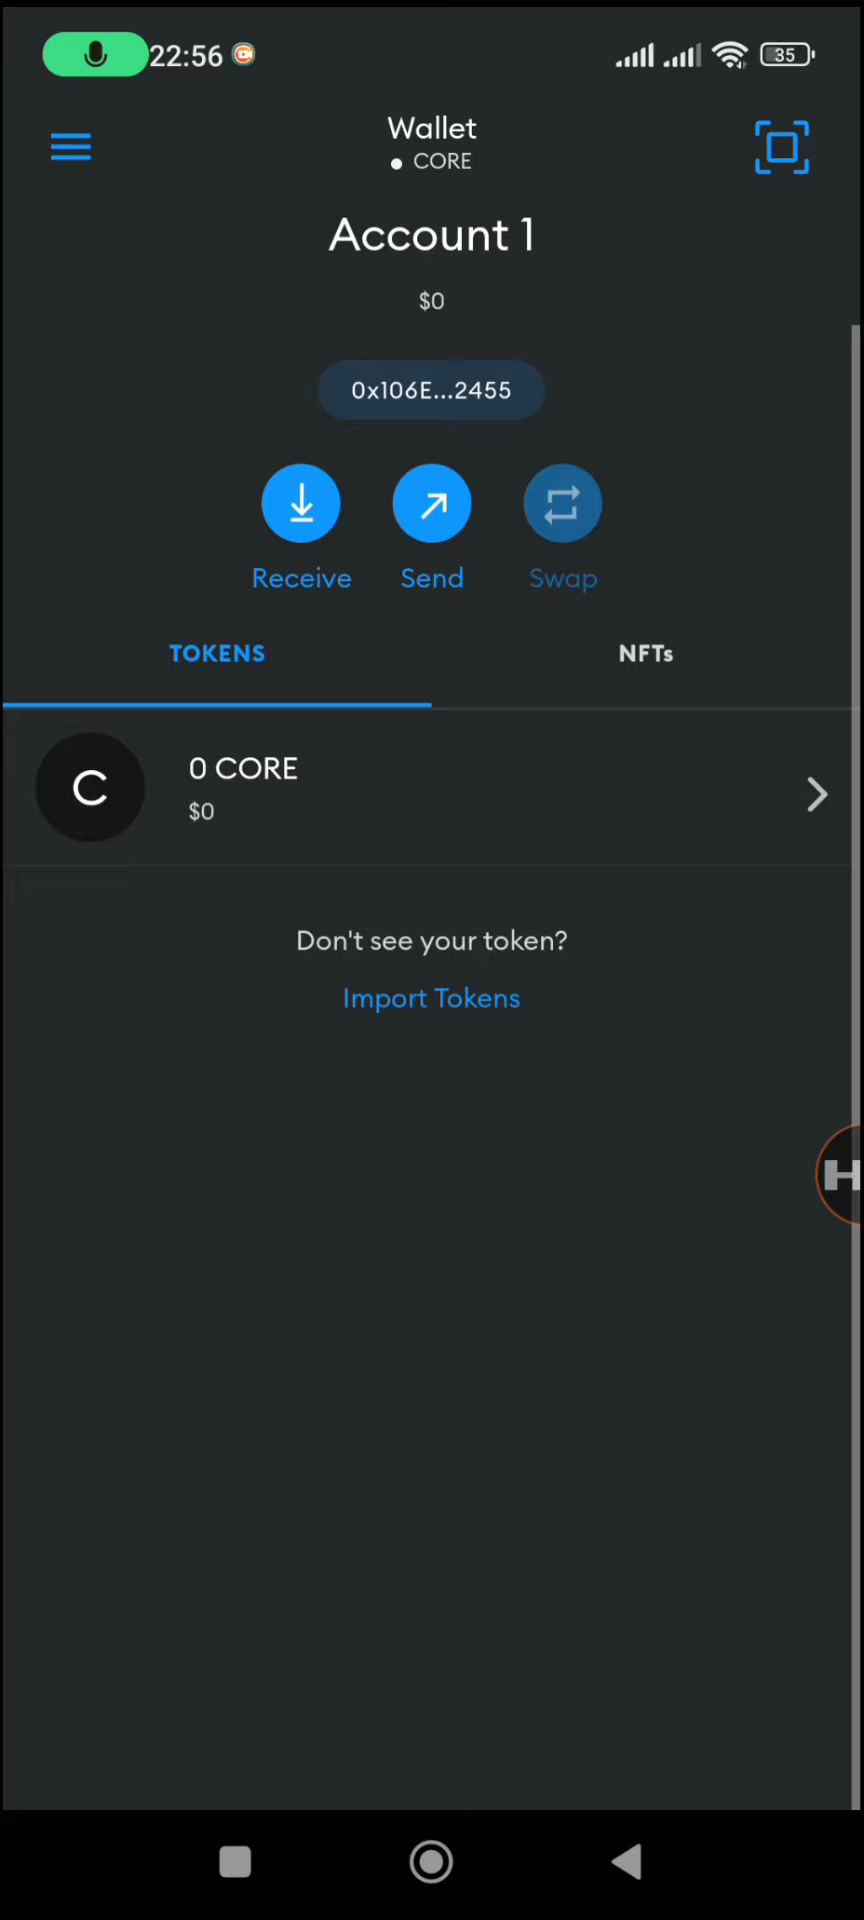 22:56
35
Wallet
CORE
Account 1
$0
0x106E...2455
Receive Send Swap
TOKENS NFTs
C
0 CORE
$0
Don't see your token?
Import Tokens
H